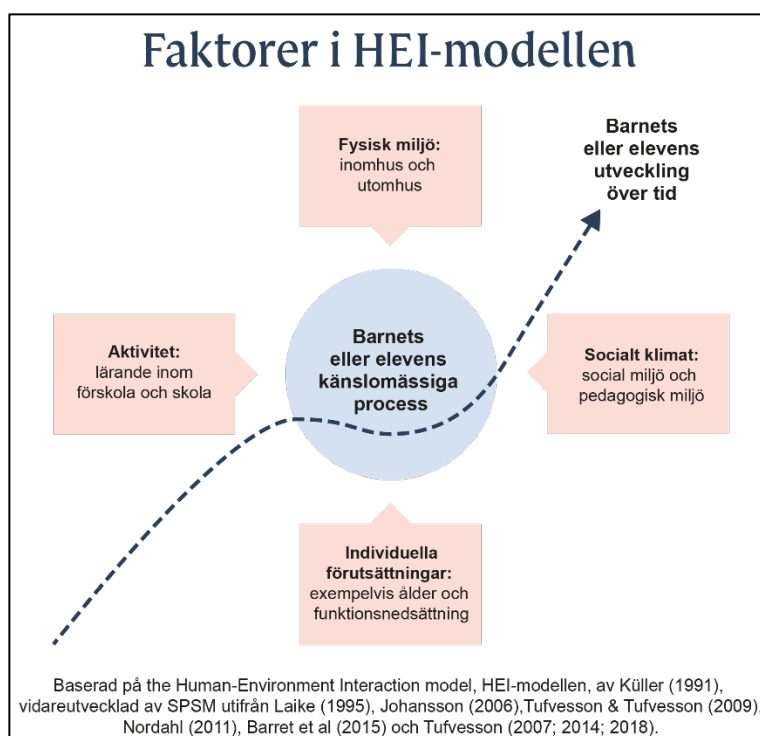 Faktorer i HEI-modellen
Fysisk miljö:
inomhus och
utomhus
Barnets
eller elevens
utveckling
över tid
Aktivitet:
lärande inom
förskola och skola
Barnets
eller elevens
känslomässiga
process
Socialt klimat:
social miljö och
pedagogisk miljö
Individuella
förutsättningar:
exempelvis ålder och
funktionsnedsättning
Baserad på the Human-Environment Interaction model, HEI-modellen, av Küller (1991),
vidareutvecklad av SPSM utifrån Laike (1995), Johansson (2006),Tufvesson & Tufvesson (2009),
Nordahl (2011), Barret et al (2015) och Tufvesson (2007; 2014; 2018).